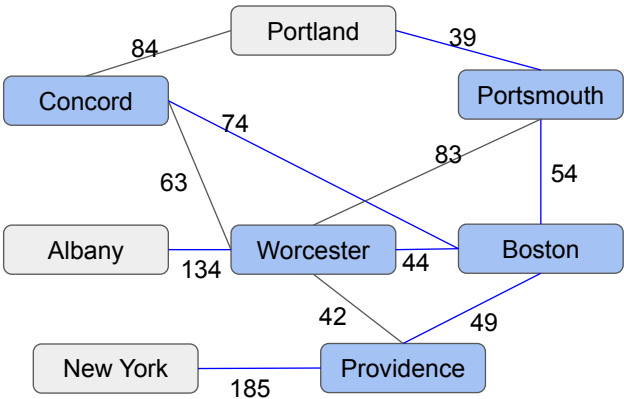 Portland
84
39
Concord
Portsmouth
74
83
63
54
Albany
Worcester
Boston
134
44
42
49
New York
Providence
185